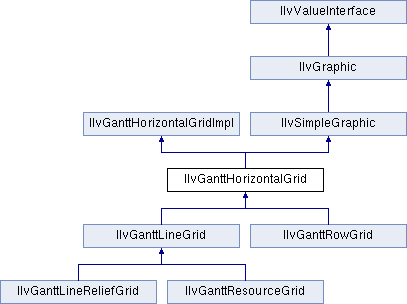 IlvValueInterface
IlvGraphic
IlvGanttHorizontalGridImpl
IlvSimpleGraphic
IlvGanttHorizontalGrid
IlvGanttLineGrid
IlvGanttRowGrid
IlvGanttLineReliefGrid
IlvGanttResourceGrid